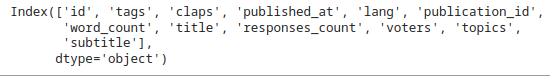 Index(['id', 'tags', 'claps', 'published_at', 'lang', 'publication_id',
'word_count', 'title', 'responses_count', 'voters', 'topics',
'subtitle'],
dtype='object')